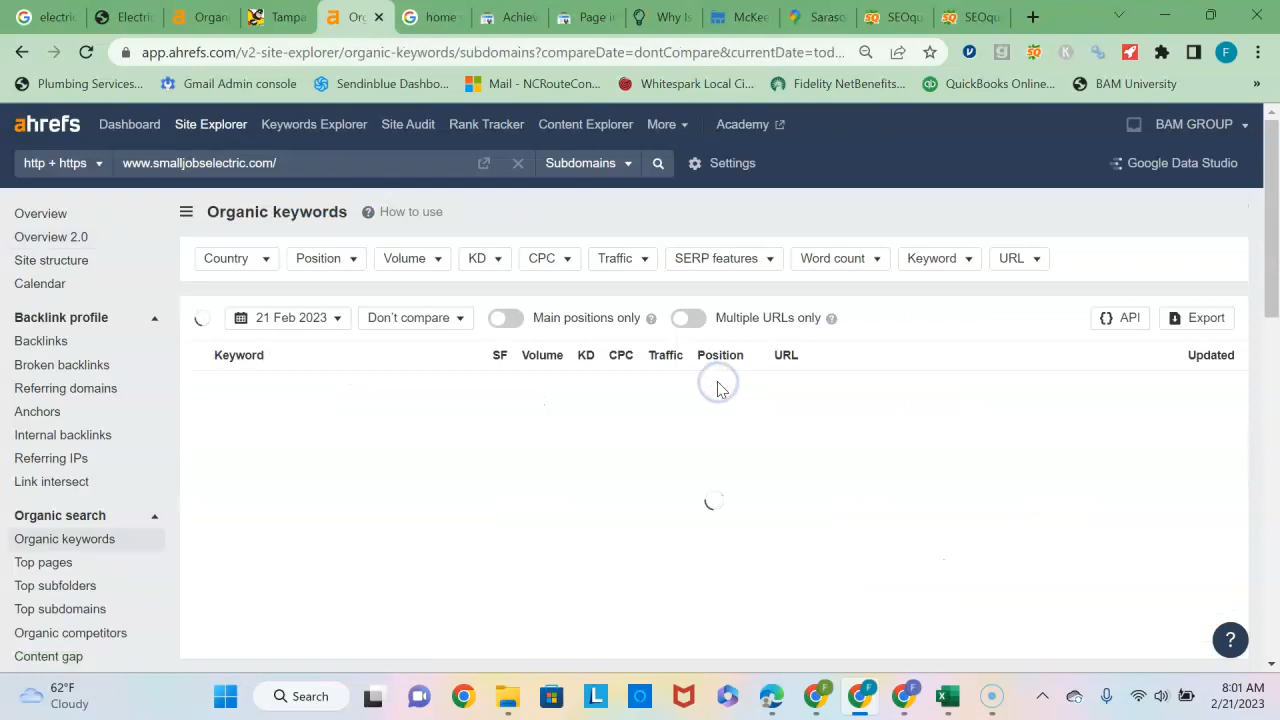 electric
Electric
Organ
Tampa
Org
home
Achiev
Page in
Why Is
McKee
Saraso
SEOqu
SEOqu
app.ahrefs.com/v2-site-explorer/organic-keywords/subdomains?compareDate=dontCompare&currentDate=tod...
F
Plumbing Services...
Gmail Admin console
Sendinblue Dashbo...
Mail - NCRouteCon...
Whitespark Local Ci...
Fidelity NetBenefits...
QuickBooks Online...
BAM University
ahrefs
Dashboard
Site Explorer
Keywords Explorer
Site Audit
Rank Tracker
Content Explorer
More
Academy
BAM GROUP
http + https
www.smalljobselectric.com/
Subdomains
Settings
Google Data Studio
Overview
Overview 2.0
Site structure
Calendar
Backlink profile
Backlinks
Broken backlinks
Referring domains
Anchors
Internal backlinks
Referring IPs
Link intersect
Organic search
Organic keywords
Top pages
Top subfolders
Top subdomains
Organic competitors
Content gap
Organic keywords
? How to use
Country
Position
Volume
KD
CPC
Traffic
SERP features
Word count
Keyword
URL
21 Feb 2023
Don't compare
Main positions only ?
Multiple URLs only ?
{} API
Export
Keyword
SF
Volume
KD
CPC
Traffic
Position
URL
Updated
?
62°F
Cloudy
Search
L
F
F
F
8:01 AM
2/21/2023